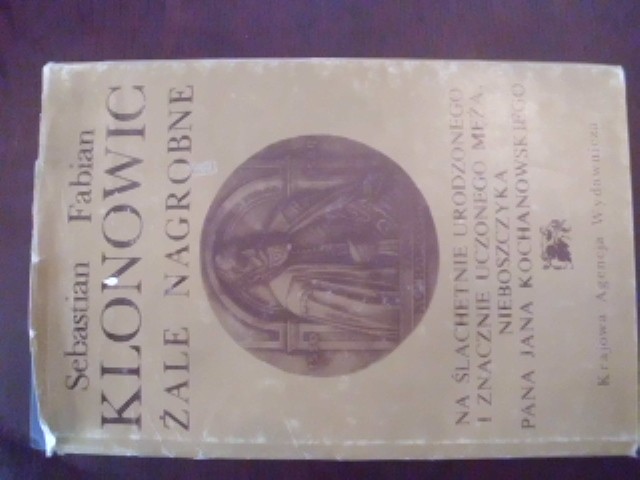 Sebastian Fabian
KLONOWIC
ŻALE NAGROBNE
NA ŚLACHETNIE URODZONEGO
I ZNACZNIE UCZONEGO MĘŻA,
NIEBOSZCZYKA
PANA JANA KOCHANOWSKIEGO
Krajowa Agencja Wydawnicza